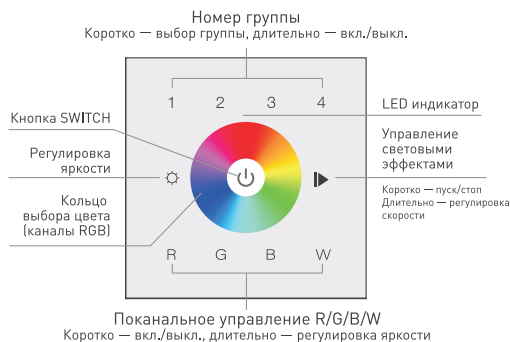 Номер группы
Коротко — выбор группы, длительно — вкл./выкл.
1 2 3 4
Кнопка SWITCH
LED индикатор
Регулировка
яркости
Управление
световыми
эффектами
Коротко — пуск/стоп
Длительно — регулировка
скорости
Кольцо
выбора цвета
(каналы RGB)
R G B W
Поканальное управление R/G/B/W
Коротко — вкл./выкл., длительно — регулировка яркости